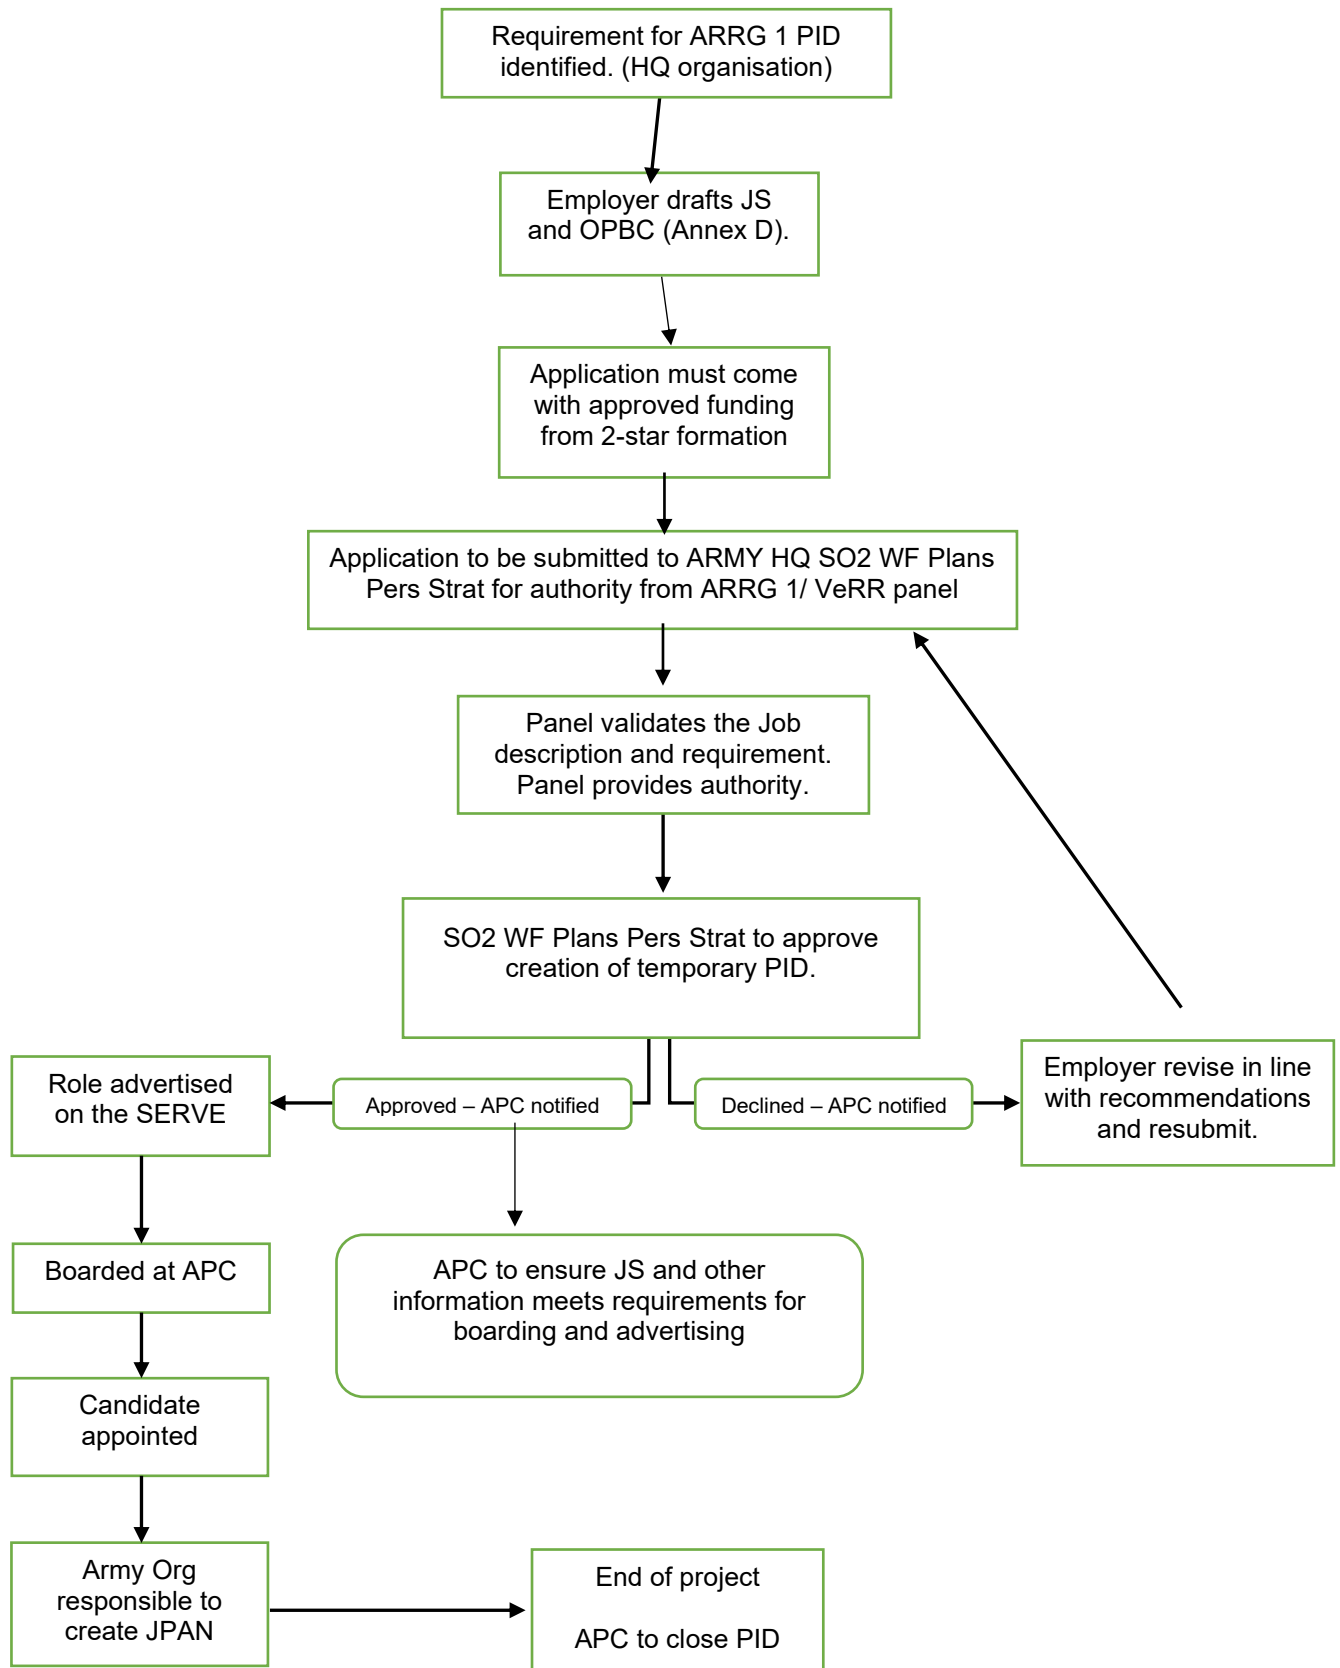 Requirement for ARRG 1 PID
identified. (HQ organisation)
Employer drafts JS
and OPBC (Annex D).
Application must come
with approved funding
from 2-star formation
Application to be submitted to ARMY HQ SO2 WF Plans
Pers Strat for authority from ARRG 1/ VeRR panel
Panel validates the Job
description and requirement.
Panel provides authority.
SO2 WF Plans Pers Strat to approve
creation of temporary PID.
Role advertised
on the SERVE
Approved – APC notified
Declined – APC notified
Employer revise in line
with recommendations
and resubmit.
Boarded at APC
APC to ensure JS and other
information meets requirements for
boarding and advertising
Candidate
appointed
Army Org
responsible to
create JPAN
End of project
APC to close PID